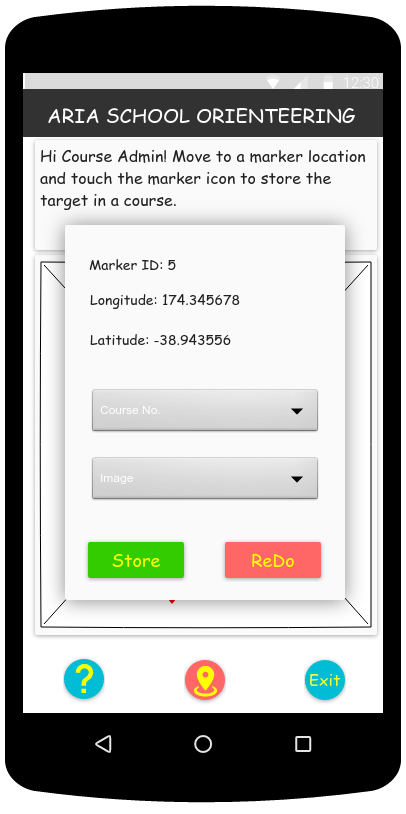 12:30
ARIA SCHOOL ORIENTEERING
Hi Course Admin! Move to a marker location
and touch the marker icon to store the
target in a course.
Marker ID: 5
Longitude: 174.345678
Latitude: -38.943556
Course No.
Image
Store ReDo
? Exit